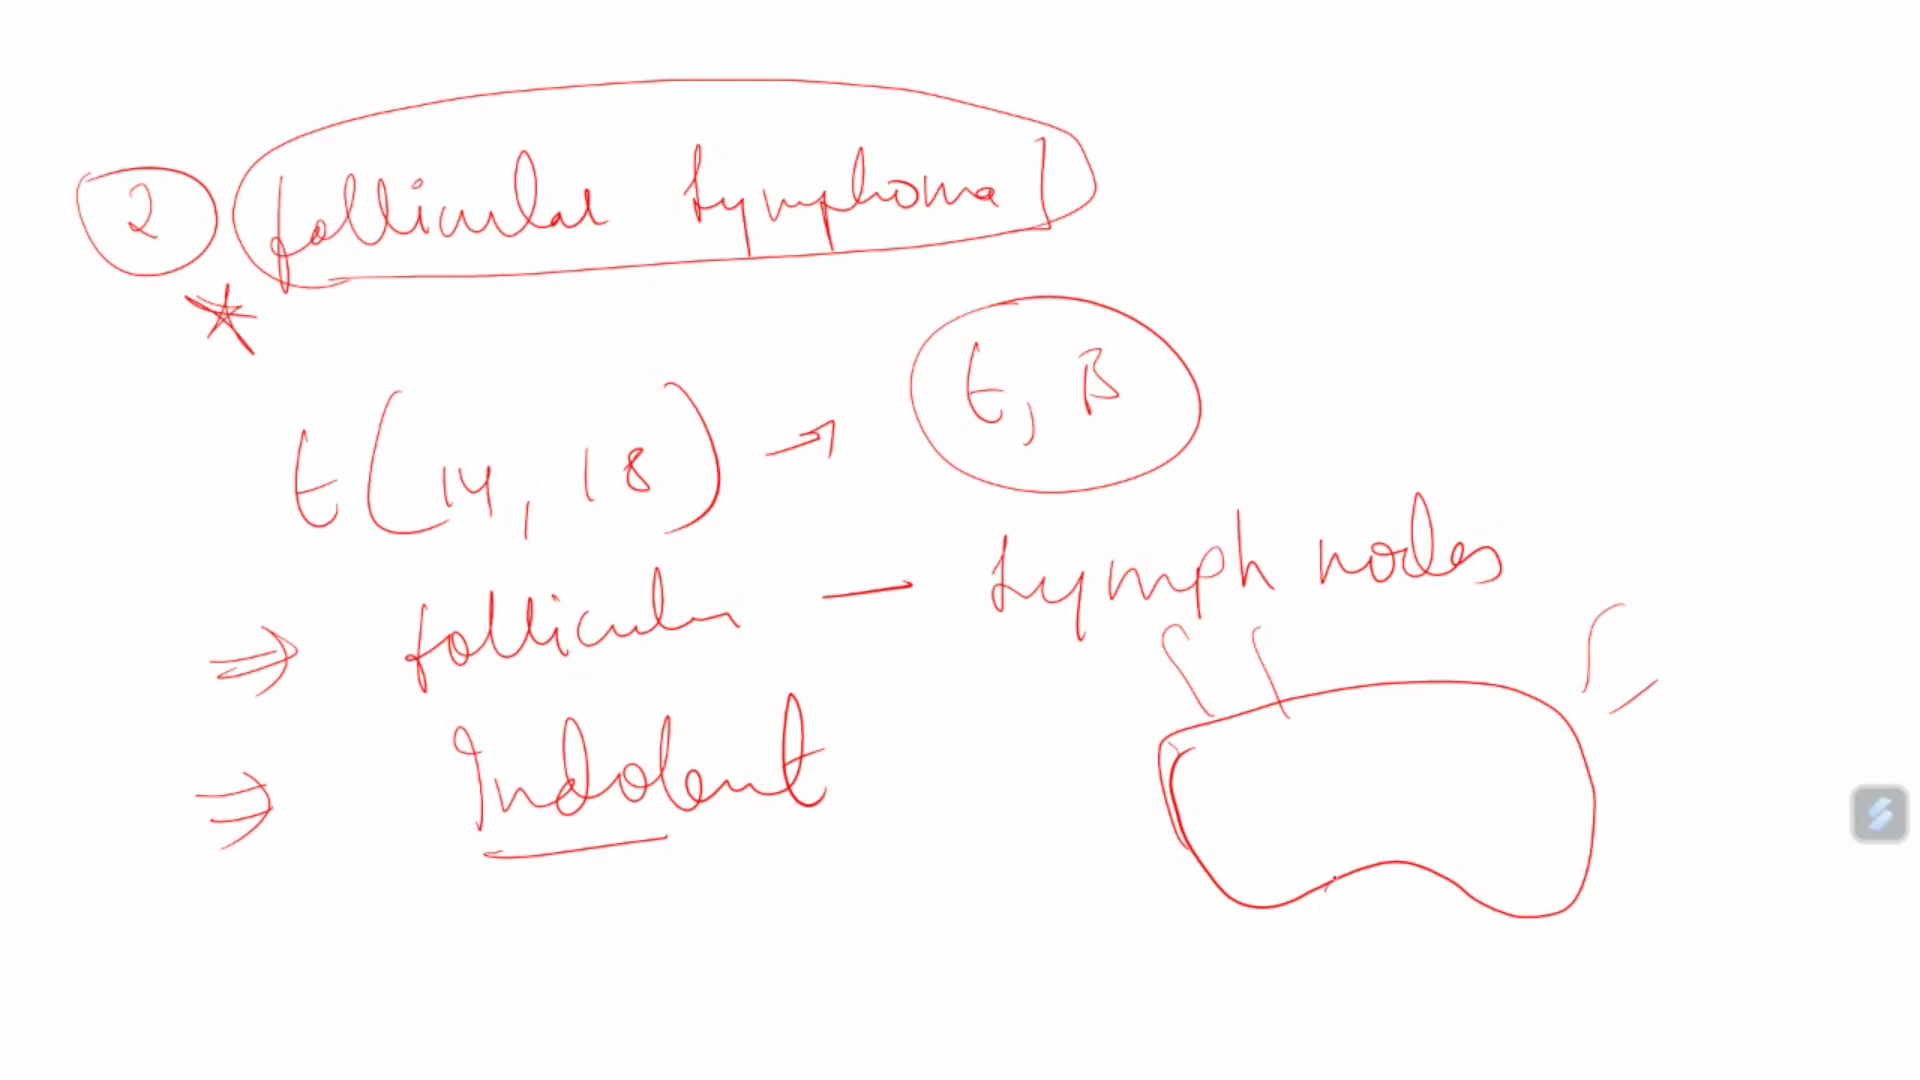 2 follicular Lymphoma
t(14, 18) → t, B
⇒ follicular — Lymph nodes
⇒ Indolent